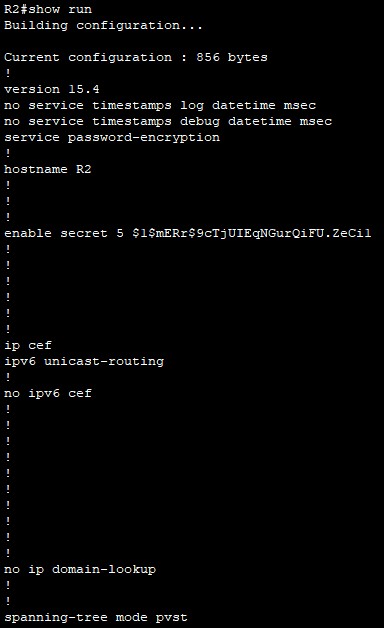 R2#show run
Building configuration...
Current configuration : 856 bytes
!
version 15.4
no service timestamps log datetime msec
no service timestamps debug datetime msec
service password-encryption
!
hostname R2
!
!
!
enable secret 5 $1$mERr$9cTjUIEqNGurQiFU.ZeCi1
!
!
!
!
!
!
ip cef
ipv6 unicast-routing
!
no ipv6 cef
!
!
!
!
!
!
!
!
!
!
no ip domain-lookup
!
!
spanning-tree mode pvst